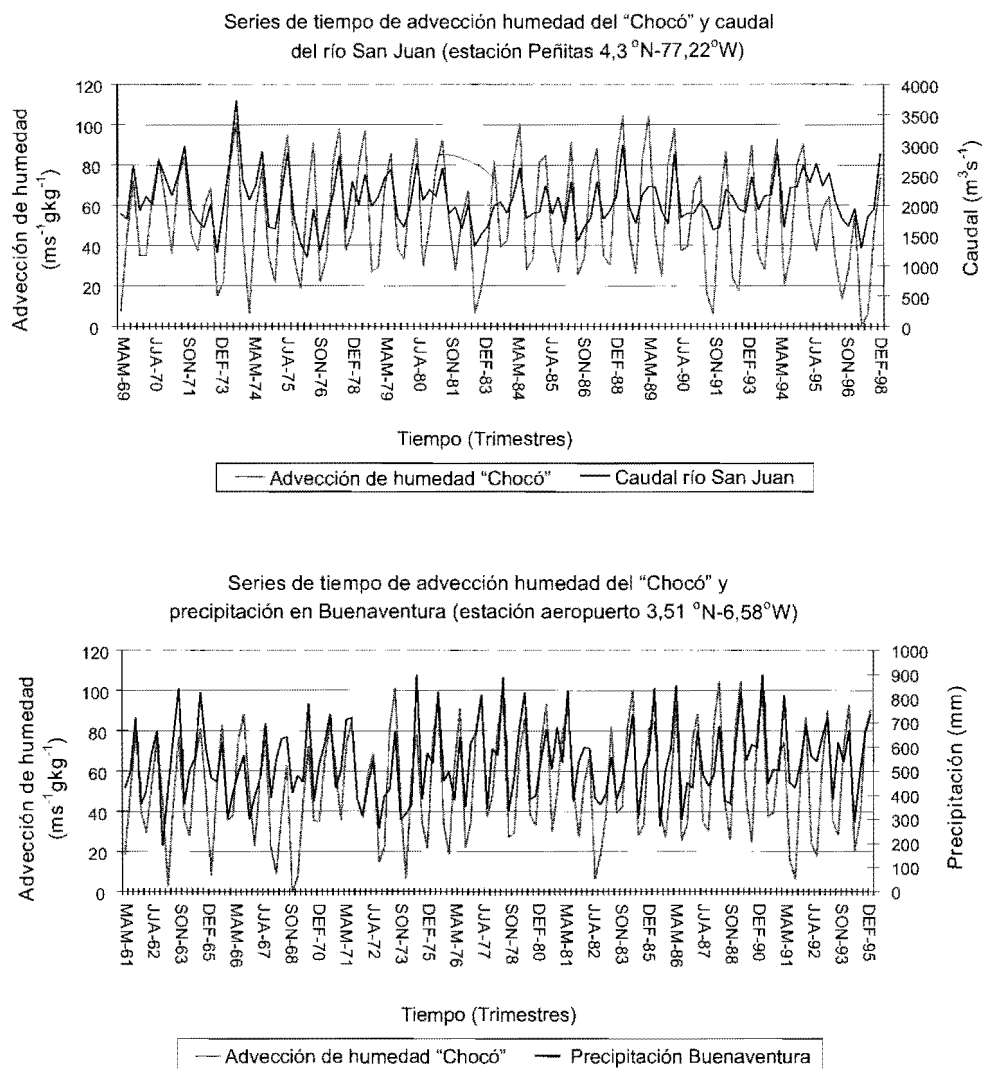 Series de tiempo de advección humedad del “Chocó” y caudal
del río San Juan (estación Peñitas 4,3 °N-77,22°W)
Advección de humedad
(ms⁻¹gkg⁻¹)
120
100
80
60
40
20
0
4000
3500
3000
2500
2000
1500
1000
500
0
Caudal (m³s⁻¹)
MAM-69
JJA-70
SON-71
DEF-73
MAM-74
JJA-75
SON-76
DEF-78
MAM-79
JJA-80
SON-81
DEF-83
MAM-84
JJA-85
SON-86
DEF-88
MAM-89
JJA-90
SON-91
DEF-93
MAM-94
JJA-95
SON-96
DEF-98
Tiempo (Trimestres)
Advección de humedad “Chocó” Caudal río San Juan
Series de tiempo de advección humedad del “Chocó” y
precipitación en Buenaventura (estación aeropuerto 3,51 °N-6,58°W)
Advección de humedad
(ms⁻¹gkg⁻¹)
120
100
80
60
40
20
0
1000
900
800
700
600
500
400
300
200
100
0
Precipitación (mm)
MAM-61
JJA-62
SON-63
DEF-65
MAM-66
JJA-67
SON-68
DEF-70
MAM-71
JJA-72
SON-73
DEF-75
MAM-76
JJA-77
SON-78
DEF-80
MAM-81
JJA-82
SON-83
DEF-85
MAM-86
JJA-87
SON-88
DEF-90
MAM-91
JJA-92
SON-93
DEF-95
Tiempo (Trimestres)
Advección de humedad “Chocó” Precipitación Buenaventura